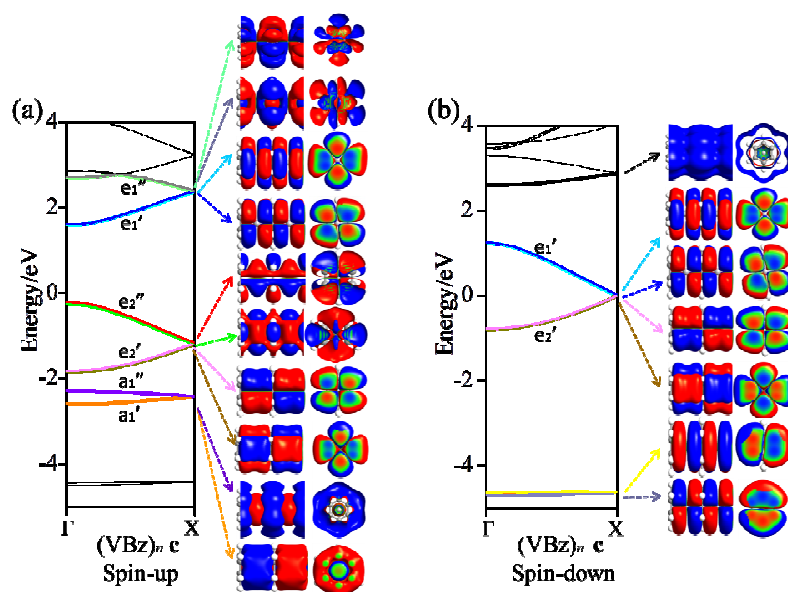 (a)
Energy/eV
4
2
0
-2
-4
e₁″
e₁′
e₂″
e₂′
a₁″
a₁′
Γ X
(VBz)ₙ c
Spin-up
(b)
Energy/eV
4
2
0
-2
-4
e₁′
e₂′
Γ X
(VBz)ₙ c
Spin-down